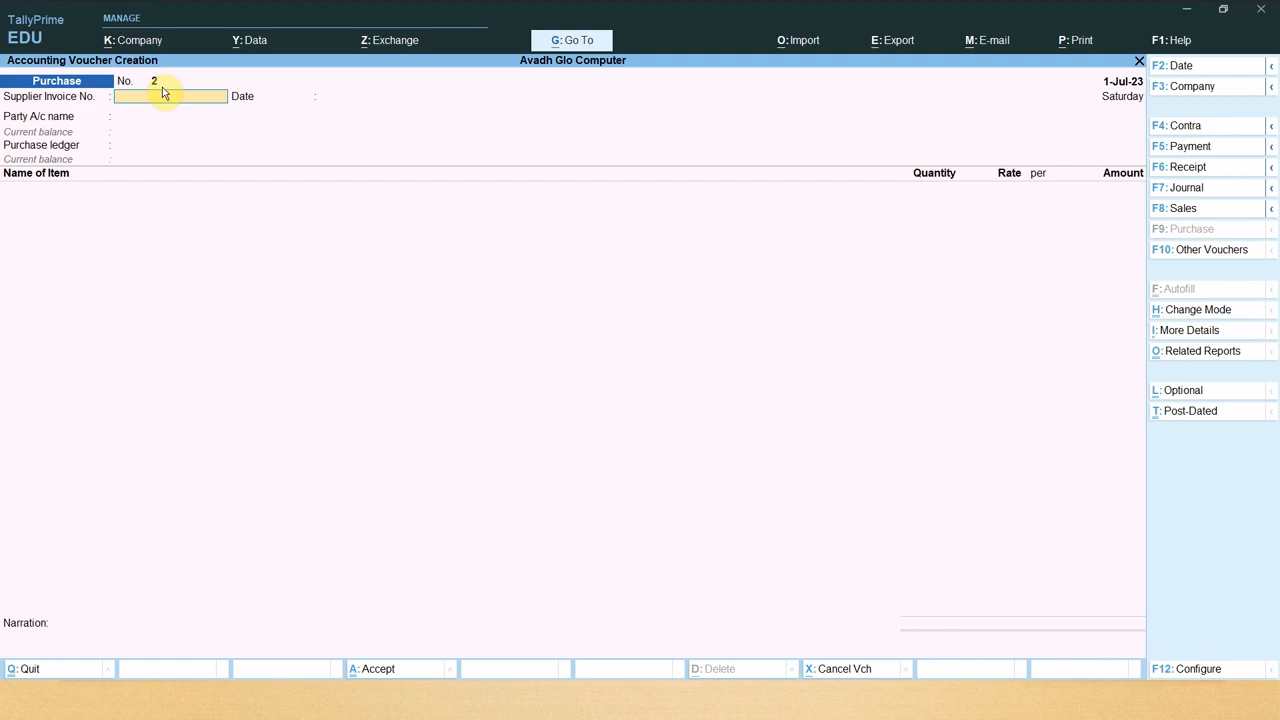 TallyPrime
EDU
MANAGE
K: Company
Y: Data
Z: Exchange
G: Go To
O: Import
E: Export
M: E-mail
P: Print
F1: Help
Accounting Voucher Creation
Avadh Glo Computer
Purchase No. 2
1-Jul-23
Supplier Invoice No. : Date :
Saturday
Party A/c name :
Current balance :
Purchase ledger :
Current balance :
Name of Item Quantity Rate per Amount
F2: Date
F3: Company
F4: Contra
F5: Payment
F6: Receipt
F7: Journal
F8: Sales
F9: Purchase
F10: Other Vouchers
F: Autofill
H: Change Mode
I: More Details
O: Related Reports
L: Optional
T: Post-Dated
Narration:
Q: Quit
A: Accept
D: Delete
X: Cancel Vch
F12: Configure